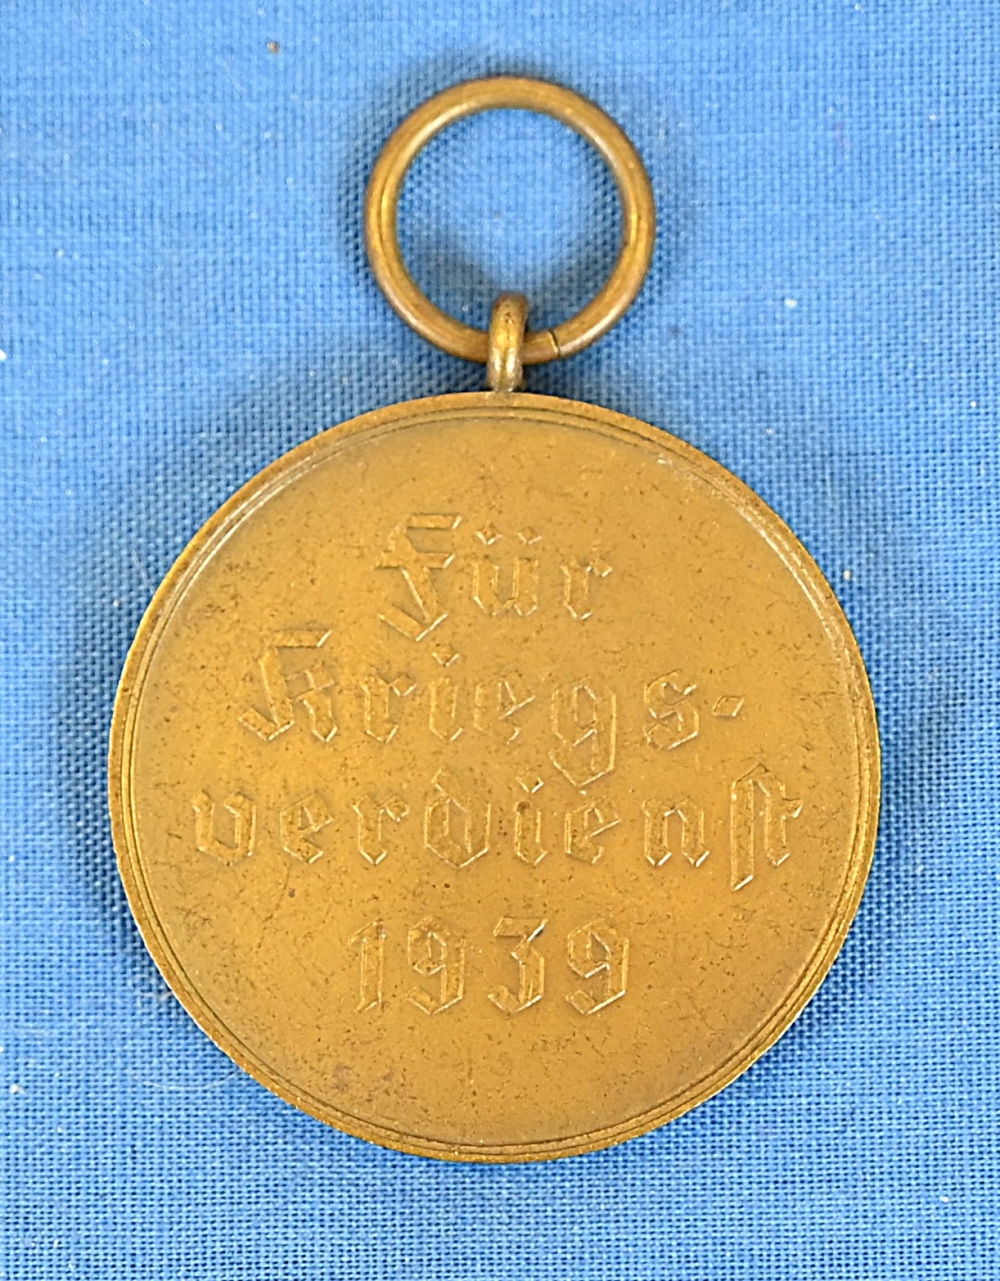 Für
Kriegs-
verdienst
1939